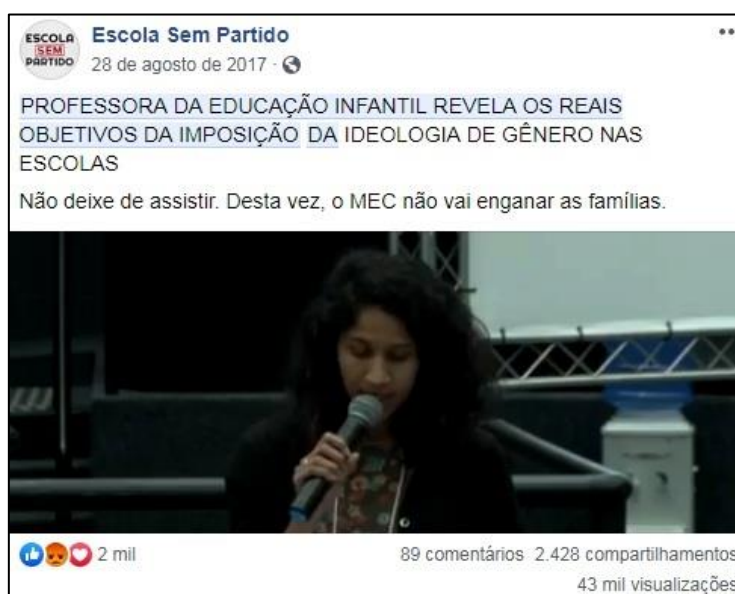 ESCOLA
SEM
PARTIDO
Escola Sem Partido
28 de agosto de 2017 ·
PROFESSORA DA EDUCAÇÃO INFANTIL REVELA OS REAIS
OBJETIVOS DA IMPOSIÇÃO DA IDEOLOGIA DE GÊNERO NAS
ESCOLAS
Não deixe de assistir. Desta vez, o MEC não vai enganar as famílias.
2 mil
89 comentários 2.428 compartilhamentos
43 mil visualizações